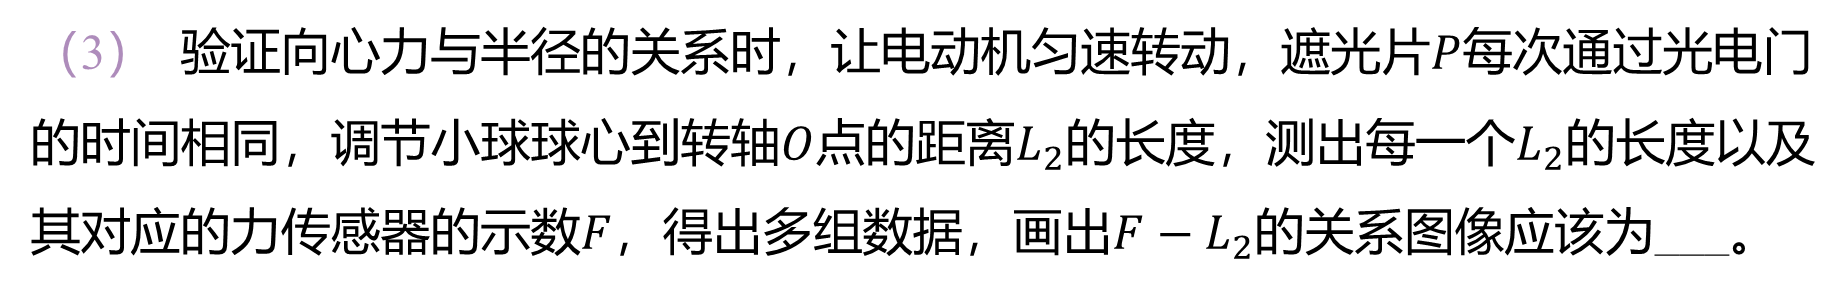 （3） 验证向心力与半径的关系时，让电动机匀速转动，遮光片P每次通过光电门
的时间相同，调节小球球心到转轴O点的距离L₂的长度，测出每一个L₂的长度以及
其对应的力传感器的示数F，得出多组数据，画出F − L₂的关系图像应该为___。